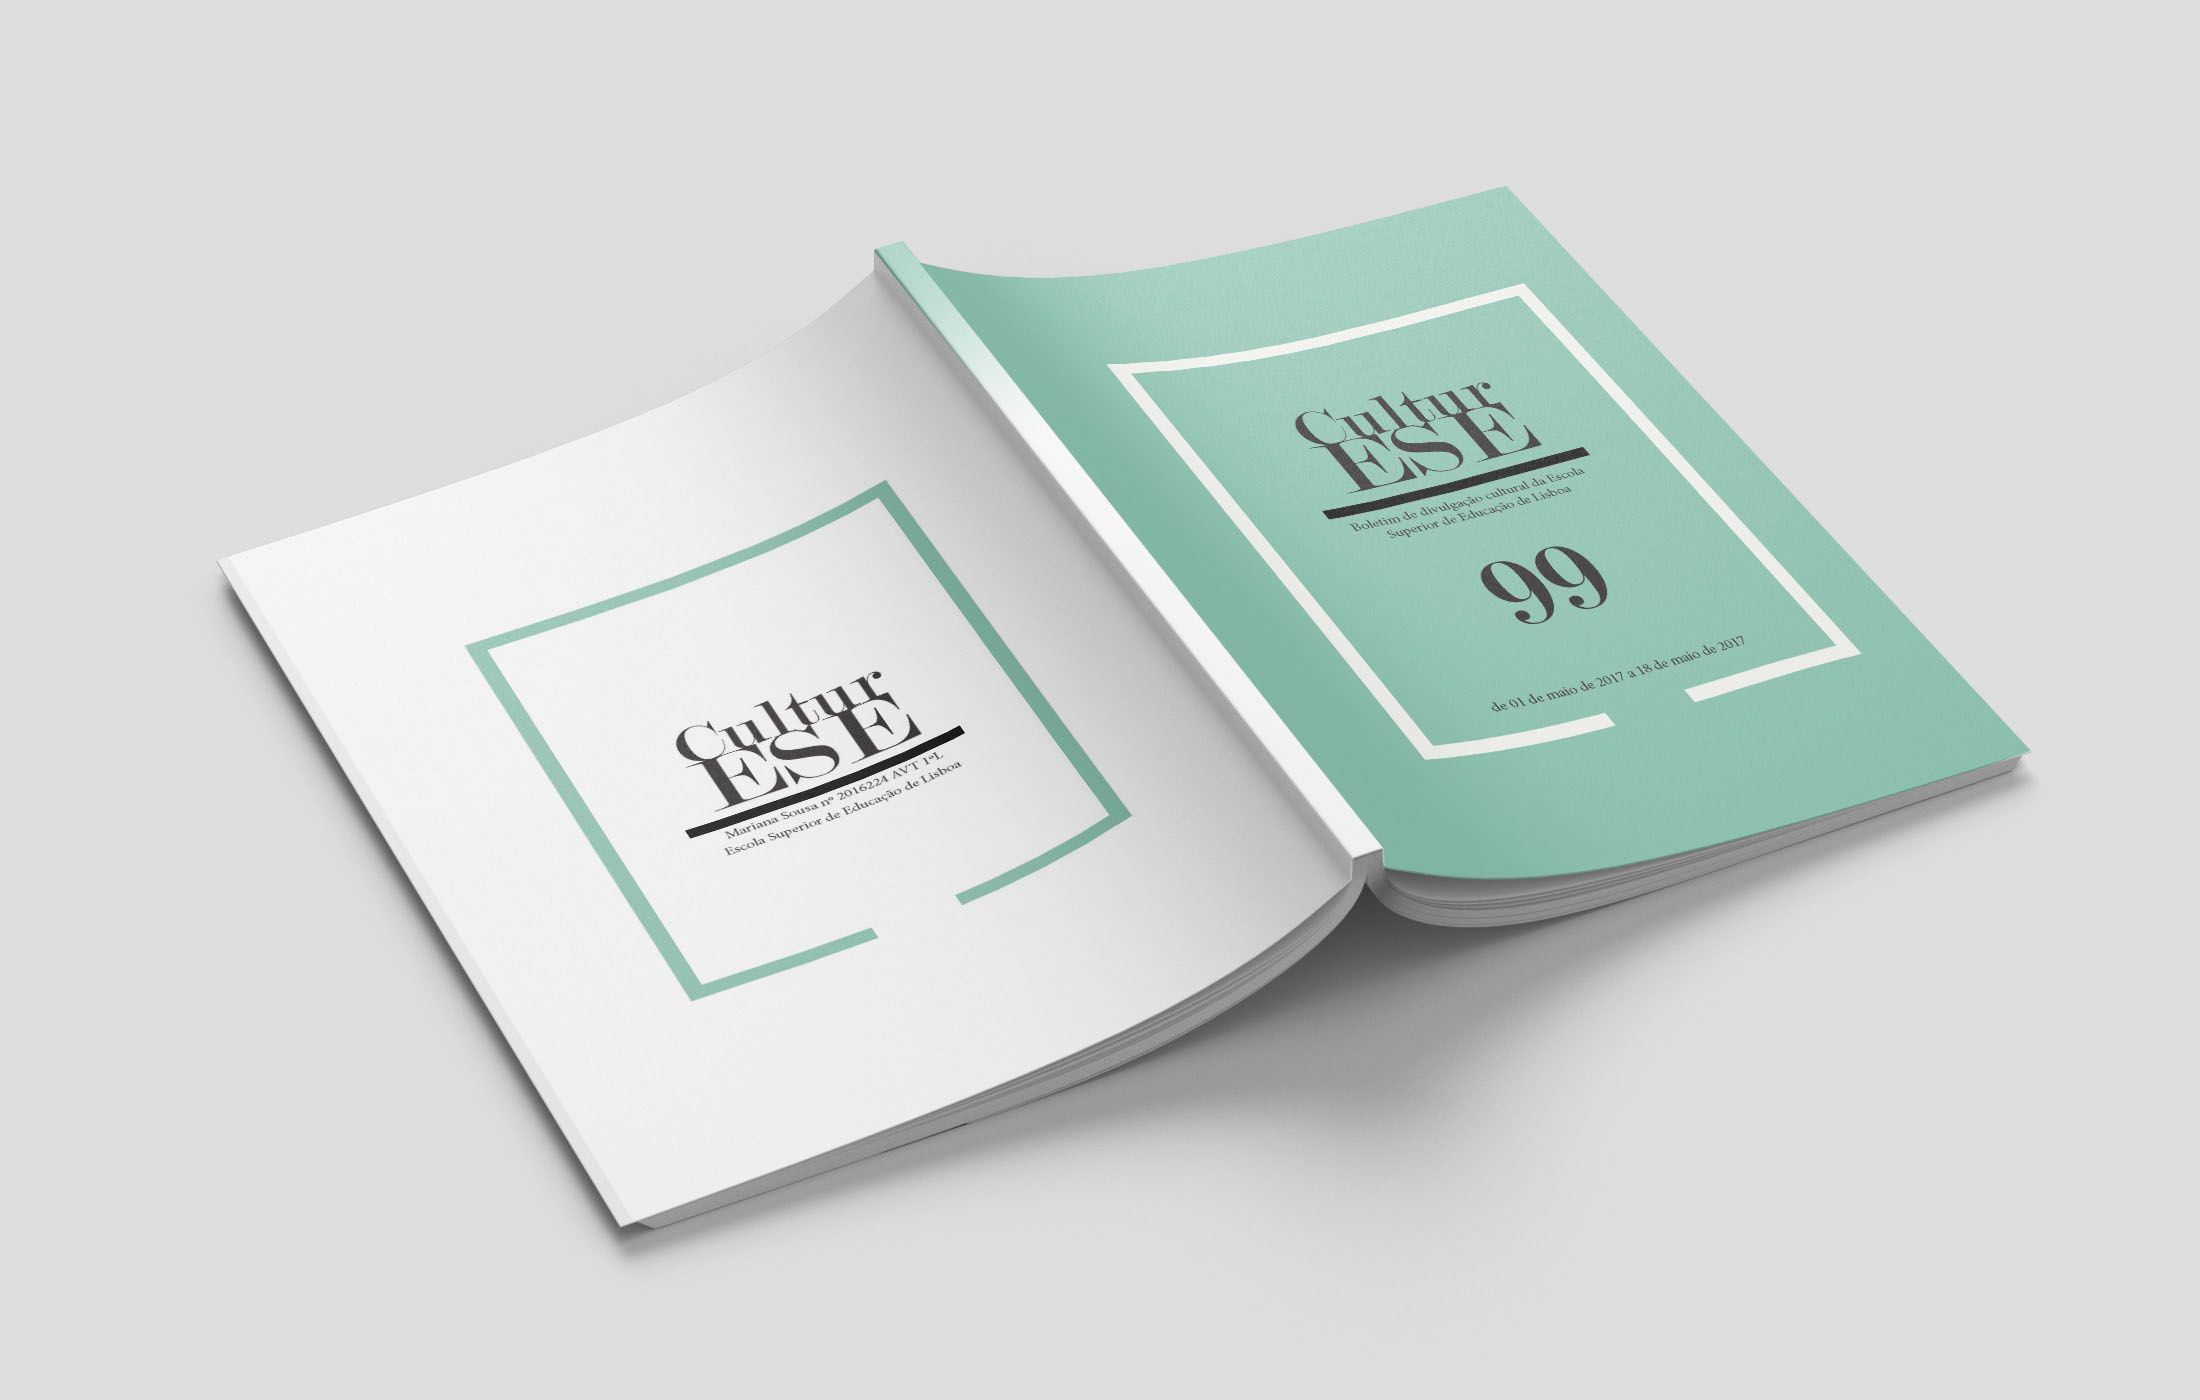 Cultur
ESE
Mariana Sousa nº 2016224 AVT 1ºL
Escola Superior de Educação de Lisboa
Cultur
ESE
Boletim de divulgação cultural da Escola
Superior de Educação de Lisboa
99
de 01 de maio de 2017 a 18 de maio de 2017